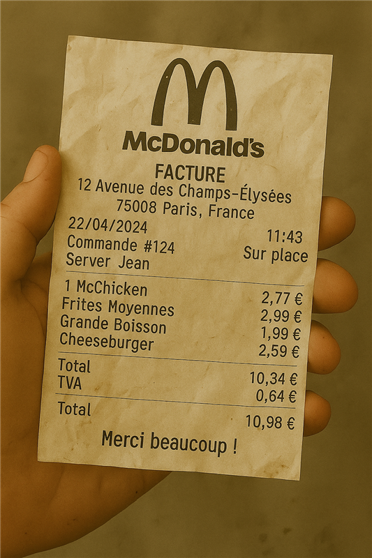 McDonald's
FACTURE
12 Avenue des Champs-Élysées
75008 Paris, France
22/04/2024 11:43
Commande #124 Sur place
Server Jean
1 McChicken 2,77 €
Frites Moyennes 2,99 €
Grande Boisson 1,99 €
Cheeseburger 2,59 €
Total 10,34 €
TVA 0,64 €
Total 10,98 €
Merci beaucoup !